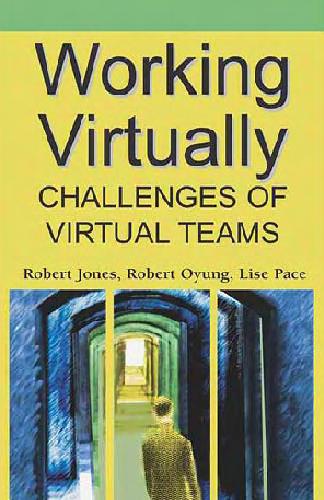 Working
Virtually
CHALLENGES OF
VIRTUAL TEAMS
Robert Jones, Robert Oyung, Lise Pace